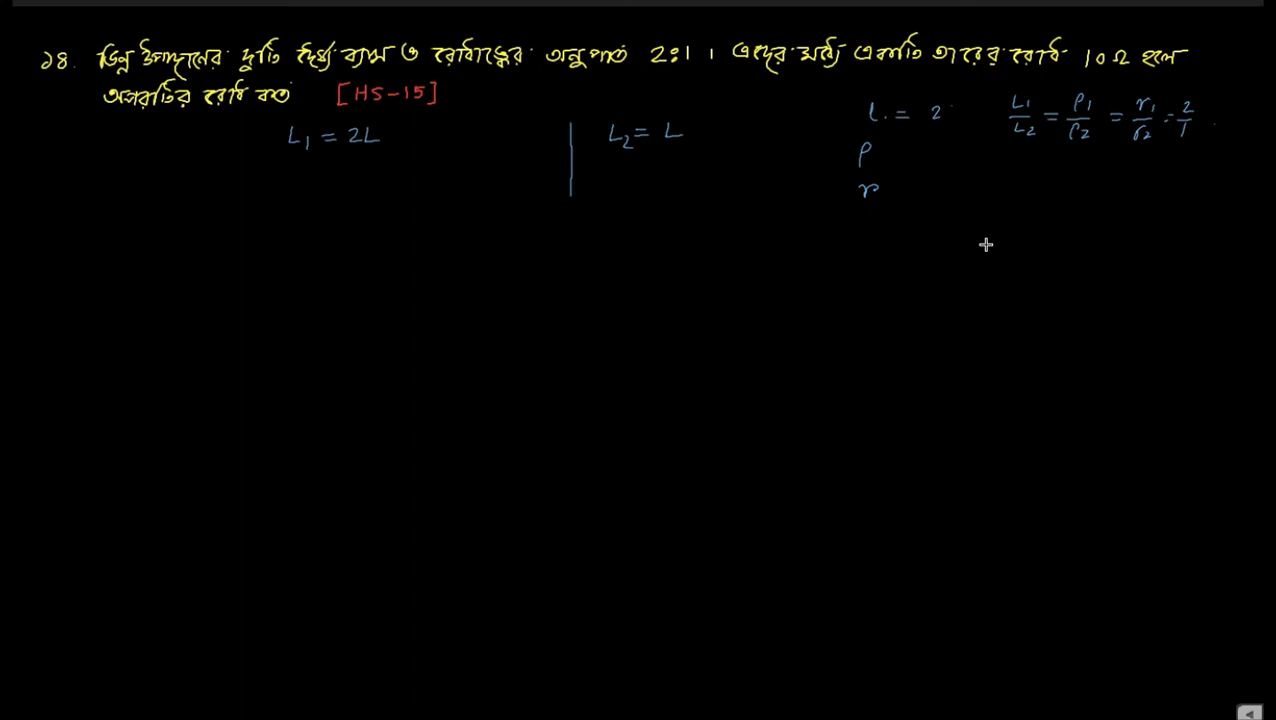 ১৪. ভিন্ন উপাদানের দুটি দৈর্ঘ্য ব্যাস ও রোধাঙ্কের অনুপাত 2:1। এদের মধ্যে একটি তারের রোধ 10Ω হলে
অপরটির রোধ কত [HS-15]
L₁ = 2L | L₂ = L
l. = 2
L₁/L₂ = ρ₁/ρ₂ = r₁/r₂ = 2/1
ρ
r